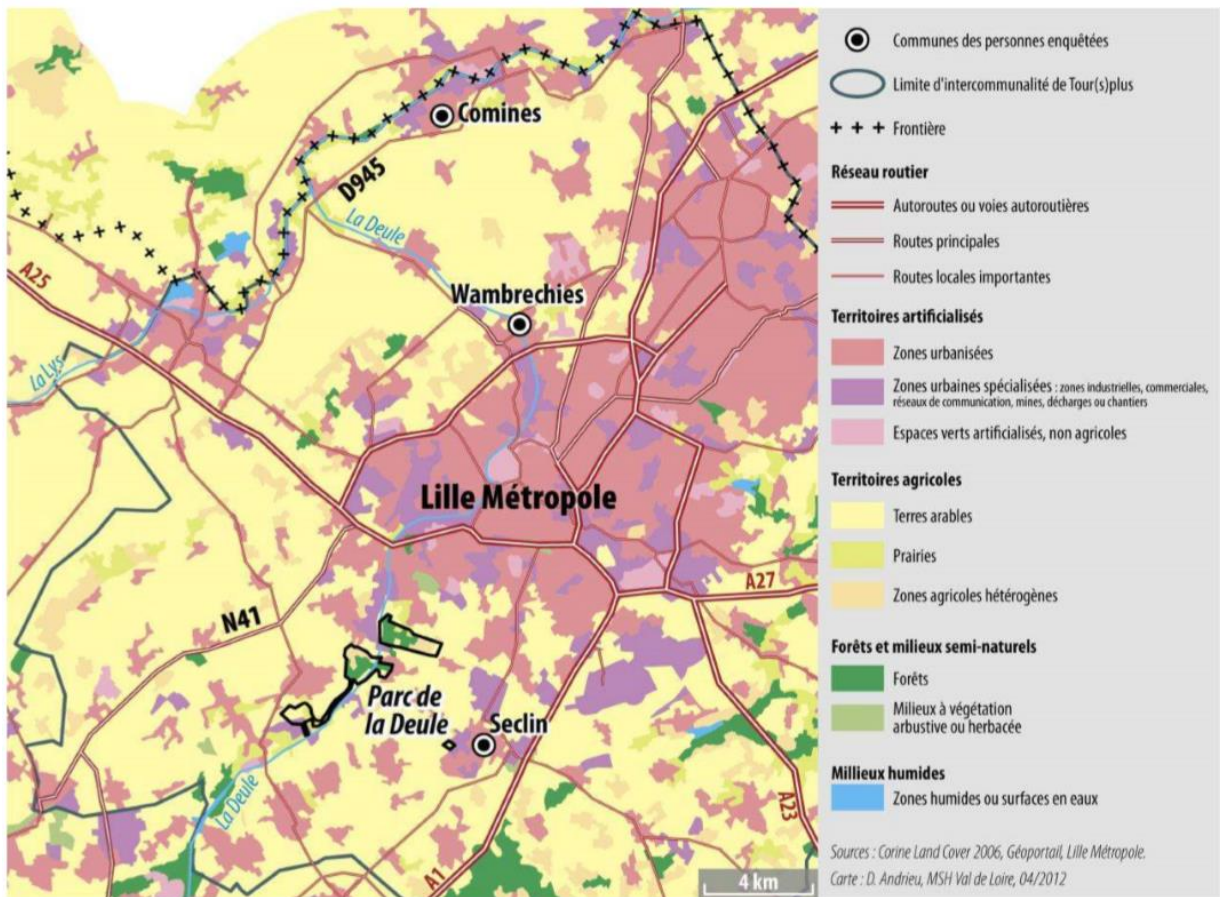 Comines
D945
La Deule
A25
Wambrechies
La Lys
Lille Métropole
A27
N41
Parc de
la Deule
Seclin
La Deule
A23
A1
4 km
Communes des personnes enquêtées
Limite d'intercommunalité de Tour(s)plus
Frontière
Réseau routier
Autoroutes ou voies autoroutières
Routes principales
Routes locales importantes
Territoires artificialisés
Zones urbanisées
Zones urbaines spécialisées : zones industrielles, commerciales,
réseaux de communication, mines, décharges ou chantiers
Espaces verts artificialisés, non agricoles
Territoires agricoles
Terres arables
Prairies
Zones agricoles hétérogènes
Forêts et milieux semi-naturels
Forêts
Milieux à végétation
arbustive ou herbacée
Millieux humides
Zones humides ou surfaces en eaux
Sources : Corine Land Cover 2006, Géoportail, Lille Métropole.
Carte : D. Andrieu, MSH Val de Loire, 04/2012